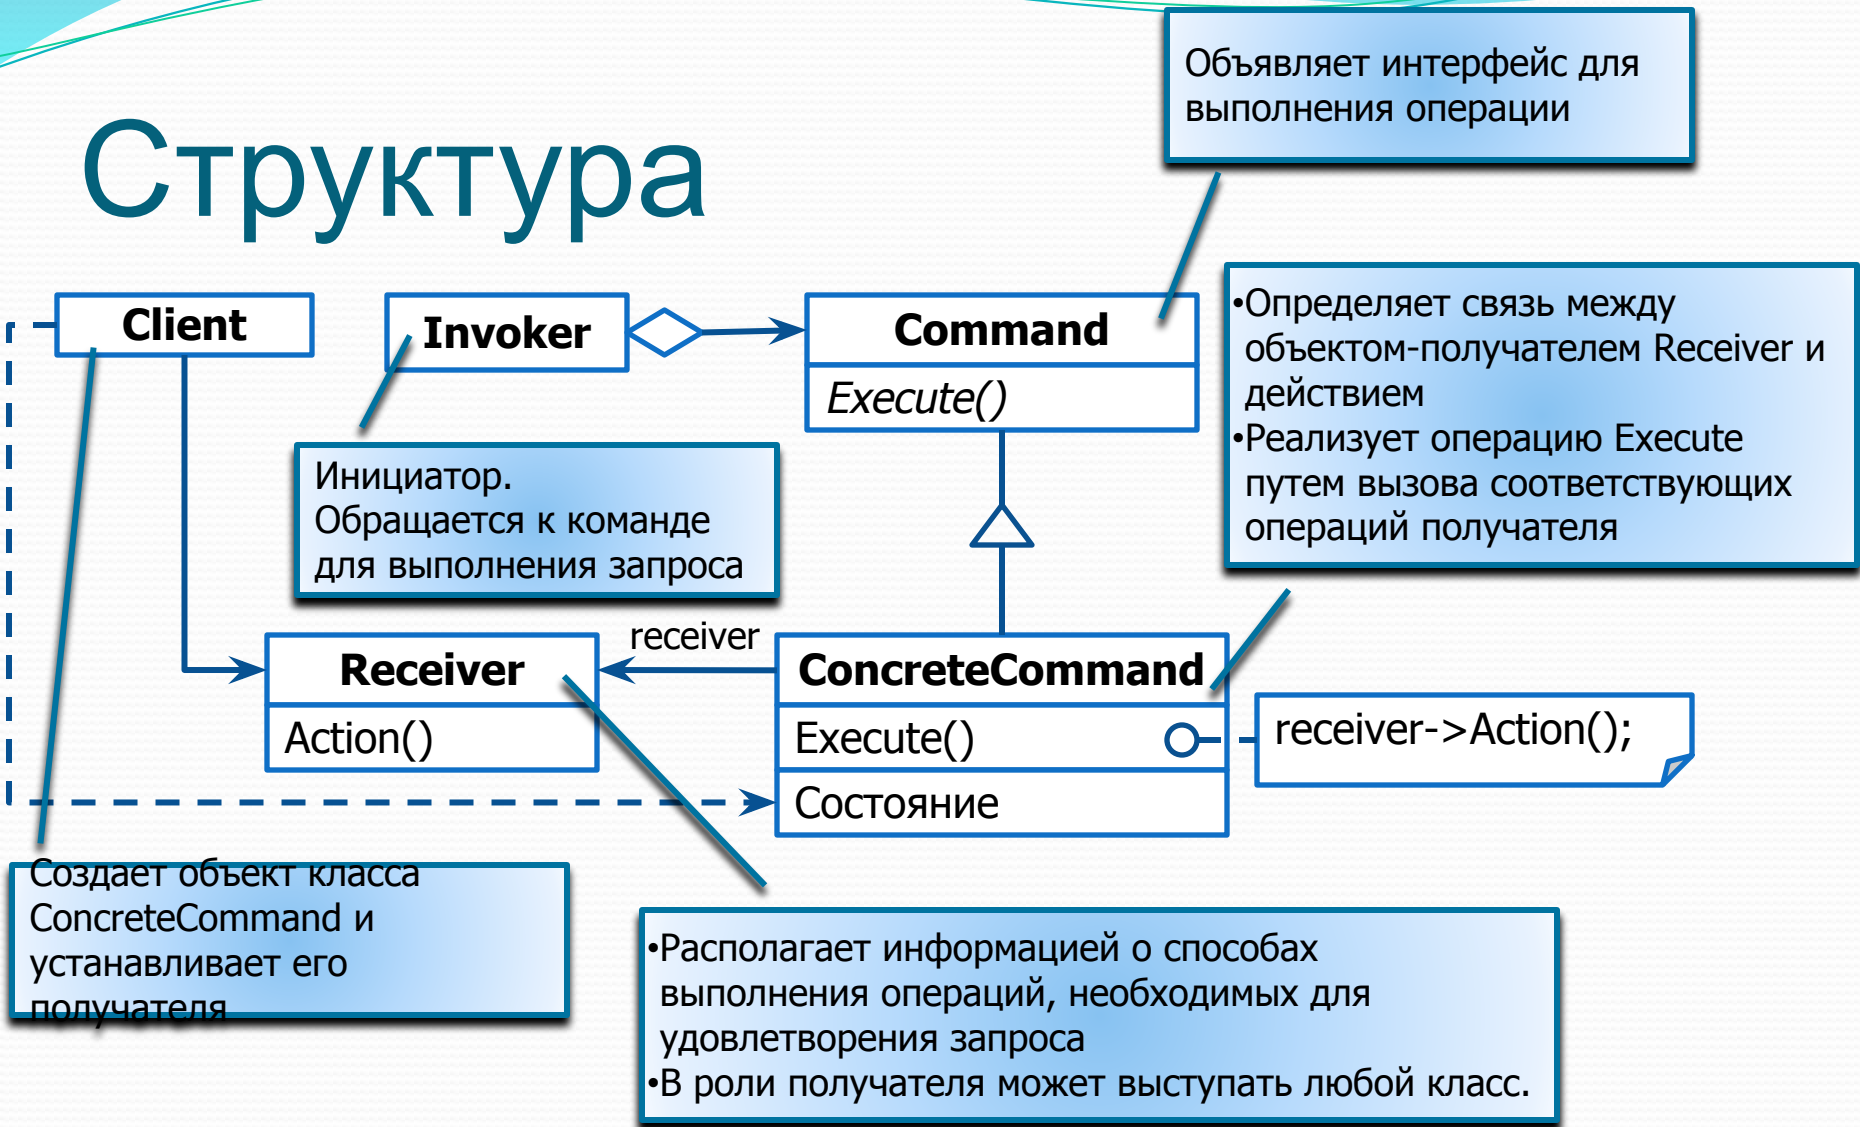 Объявляет интерфейс для
выполнения операции
Структура
Client
Invoker
Command
Execute()
•Определяет связь между
объектом-получателем Receiver и
действием
•Реализует операцию Execute
путем вызова соответствующих
операций получателя
Инициатор.
Обращается к команде
для выполнения запроса
receiver
Receiver
Action()
ConcreteCommand
Execute()
Состояние
receiver->Action();
Создает объект класса
ConcreteCommand и
устанавливает его
получателя
•Располагает информацией о способах
выполнения операций, необходимых для
удовлетворения запроса
•В роли получателя может выступать любой класс.